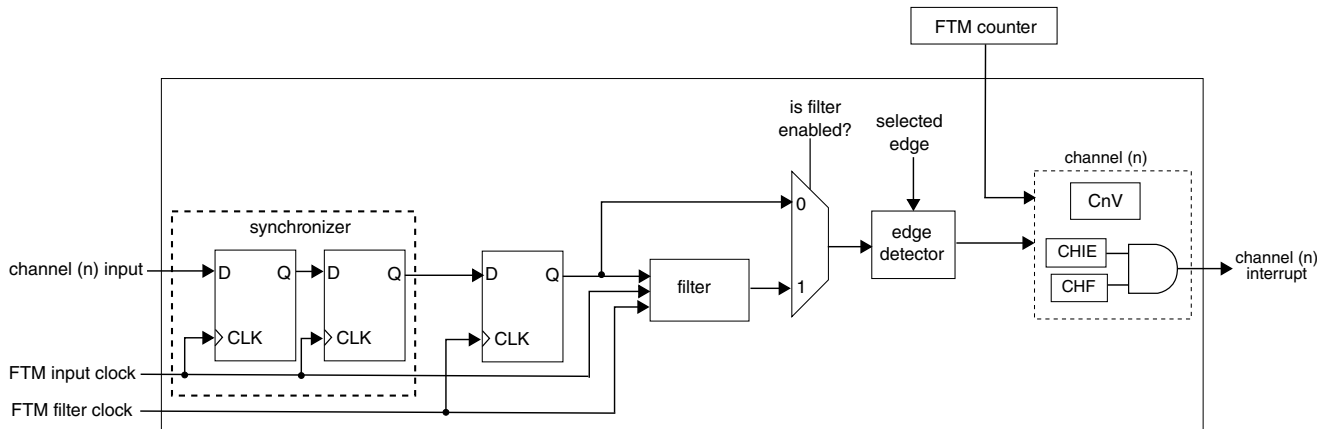 FTM counter
is filter
enabled?
selected
edge
channel (n)
CnV
0
synchronizer
edge
detector
channel (n) input
D
Q
D
Q
D
Q
filter
1
CHIE
CHF
channel (n)
interrupt
CLK
CLK
CLK
FTM input clock
FTM filter clock